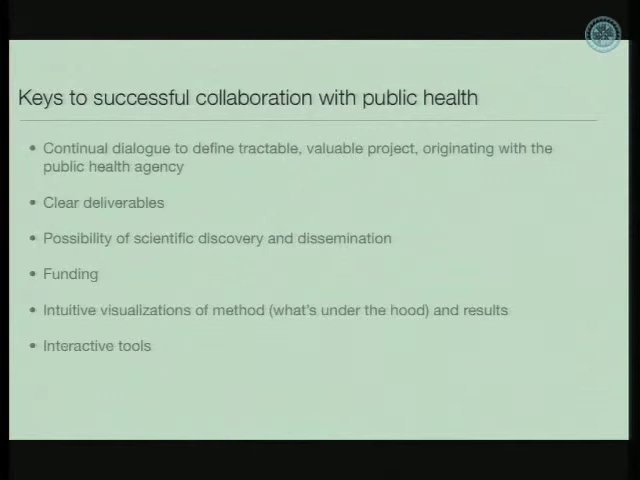 Keys to successful collaboration with public health
• Continual dialogue to define tractable, valuable project, originating with the
public health agency
• Clear deliverables
• Possibility of scientific discovery and dissemination
• Funding
• Intuitive visualizations of method (what's under the hood) and results
• Interactive tools